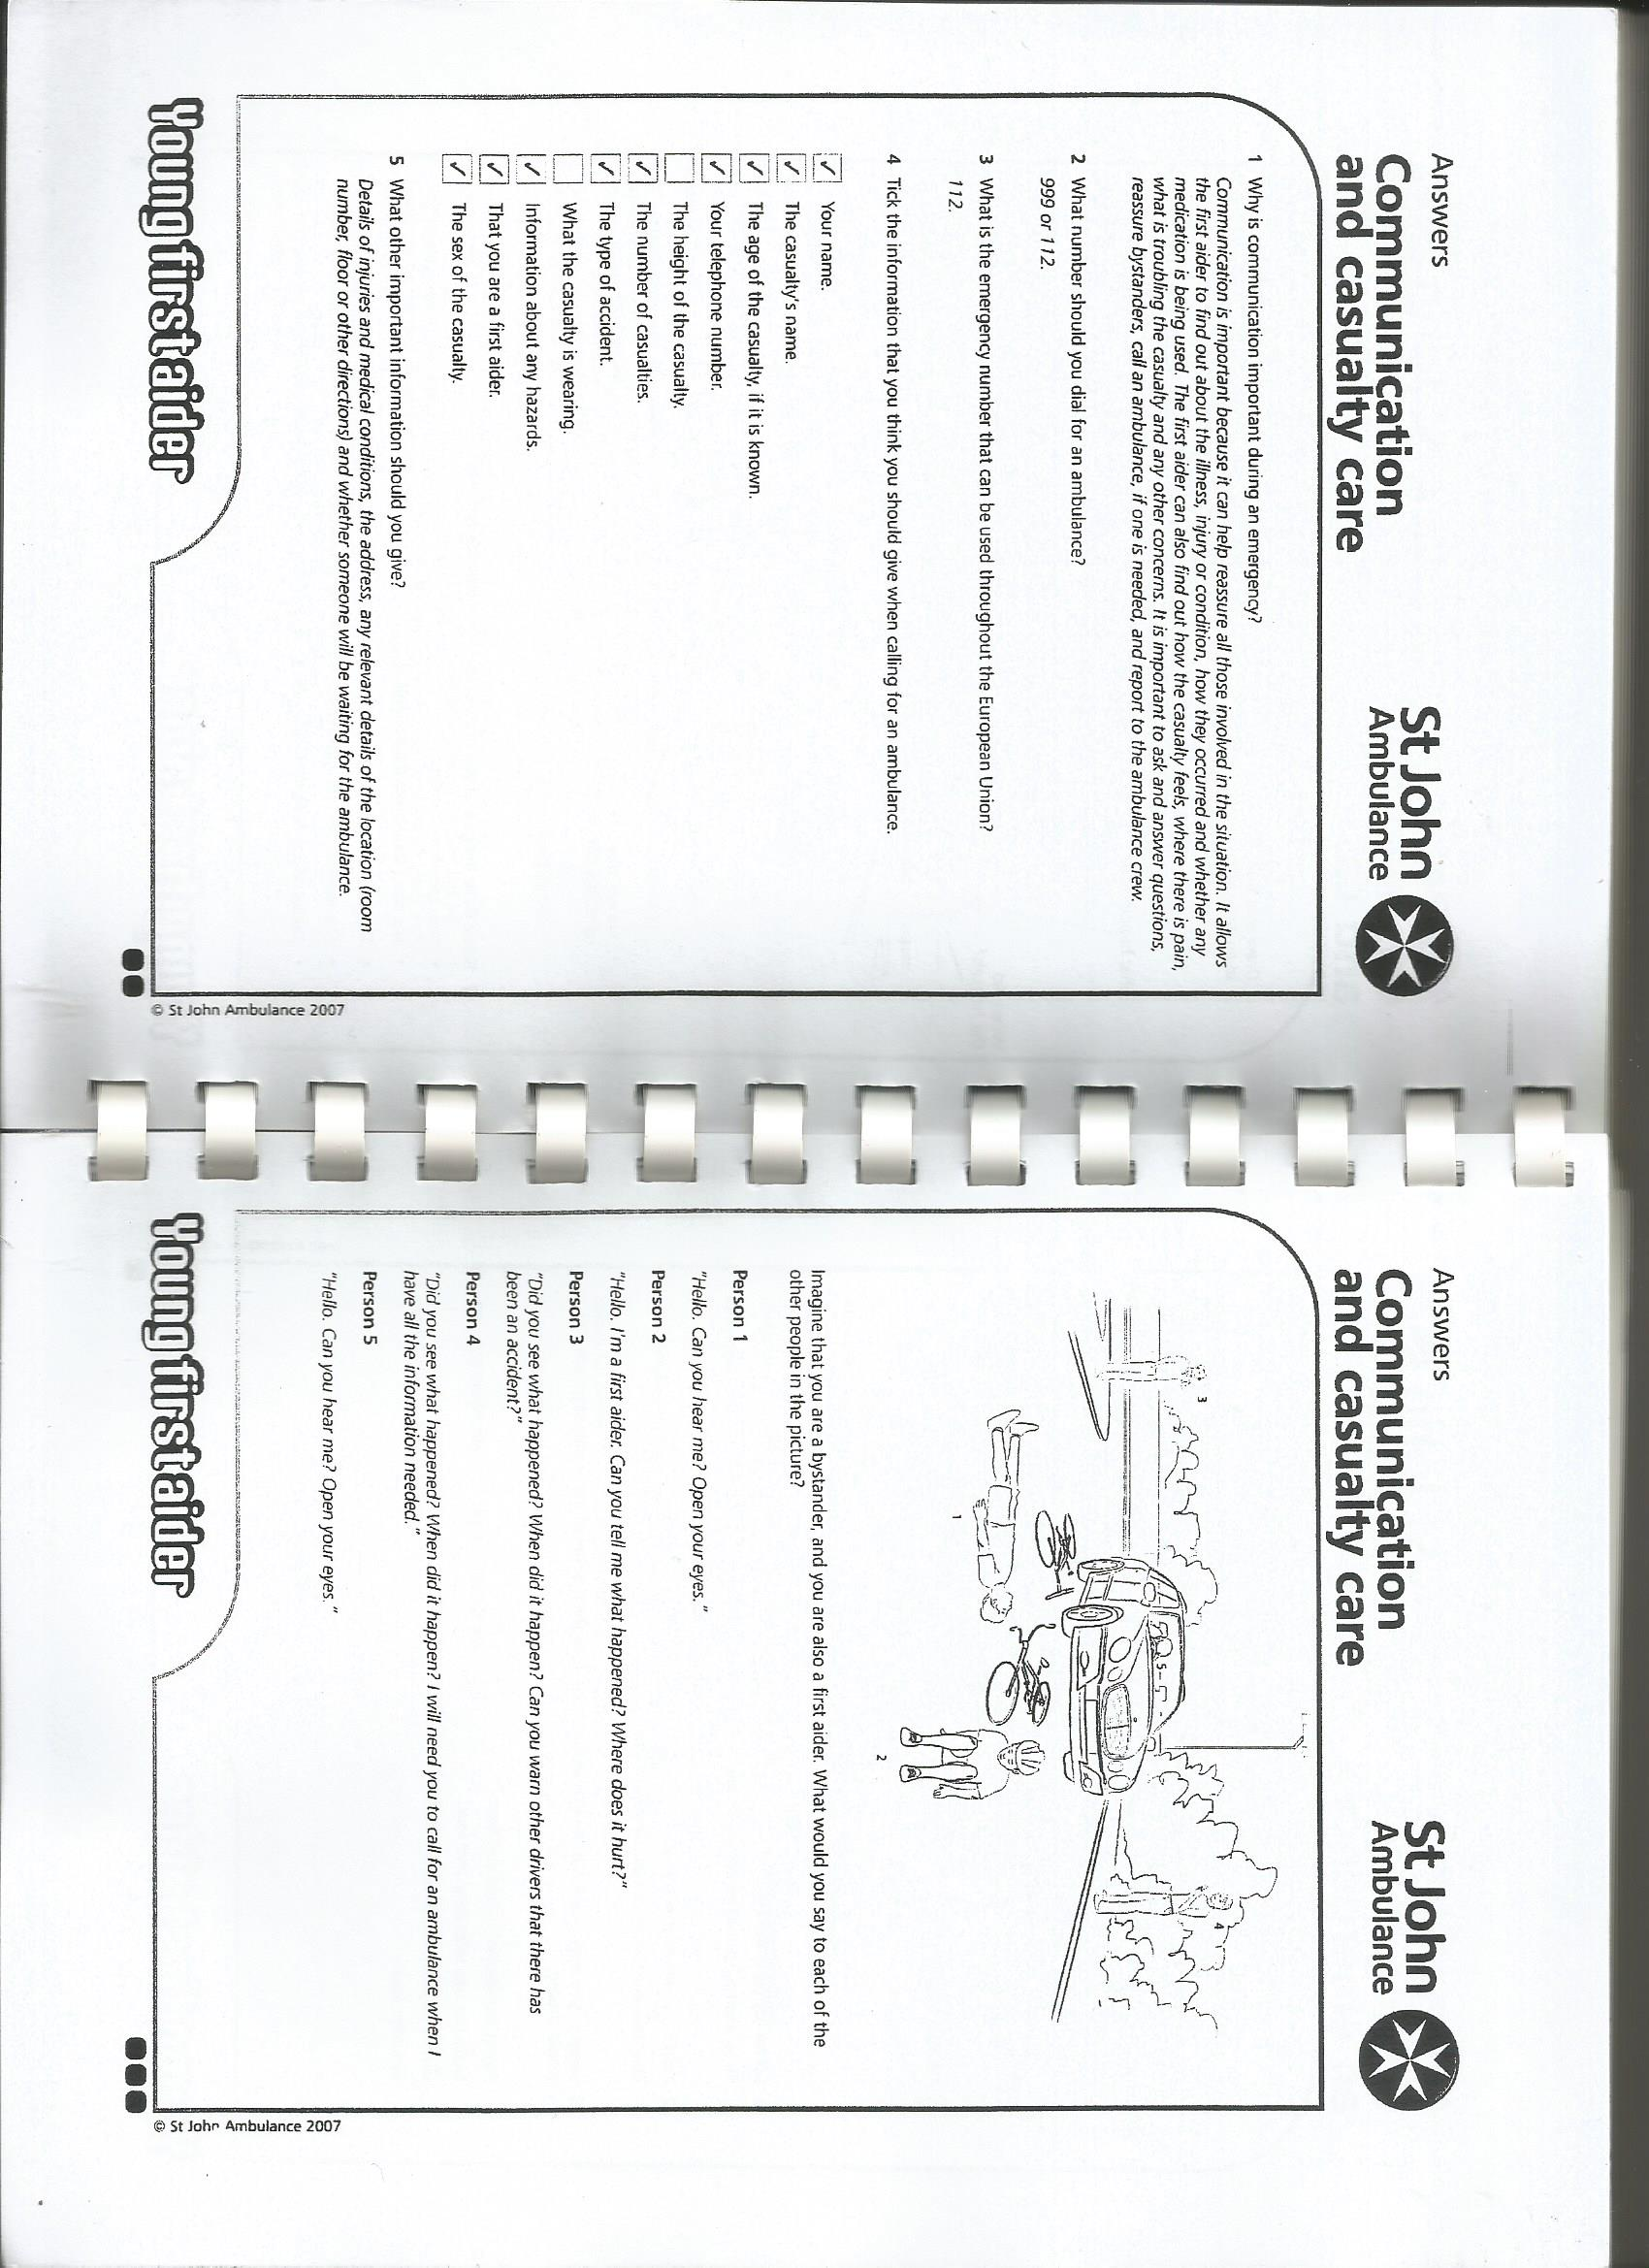 Answers
Communication
and casualty care
St John
Ambulance
1 Why is communication important during an emergency?
Communication is important because it can help reassure all those involved in the situation. It allows
the first aider to find out about the illness, injury or condition, how they occurred and whether any
medication is being used. The first aider can also find out how the casualty feels, where there is pain,
what is troubling the casualty and any other concerns. It is important to ask and answer questions,
reassure bystanders, call an ambulance, if one is needed, and report to the ambulance crew.
2 What number should you dial for an ambulance?
999 or 112.
3 What is the emergency number that can be used throughout the European Union?
112.
4 Tick the information that you think you should give when calling for an ambulance.
✓ Your name.
✓ The casualty's name.
✓ The age of the casualty, if it is known.
✓ Your telephone number.
The height of the casualty.
✓ The number of casualties.
✓ The type of accident.
What the casualty is wearing.
✓ Information about any hazards.
✓ That you are a first aider.
✓ The sex of the casualty.
5 What other important information should you give?
Details of injuries and medical conditions, the address, any relevant details of the location (room
number, floor or other directions) and whether someone will be waiting for the ambulance.
Young first aider
© St John Ambulance 2007
Answers
Communication
and casualty care
St John
Ambulance
3
4
5
1
2
Imagine that you are a bystander, and you are also a first aider. What would you say to each of the
other people in the picture?
Person 1
"Hello. Can you hear me? Open your eyes."
Person 2
"Hello. I'm a first aider. Can you tell me what happened? Where does it hurt?"
Person 3
"Did you see what happened? When did it happen? Can you warn other drivers that there has
been an accident?"
Person 4
"Did you see what happened? When did it happen? I will need you to call for an ambulance when I
have all the information needed."
Person 5
"Hello. Can you hear me? Open your eyes."
Young first aider
© St John Ambulance 2007